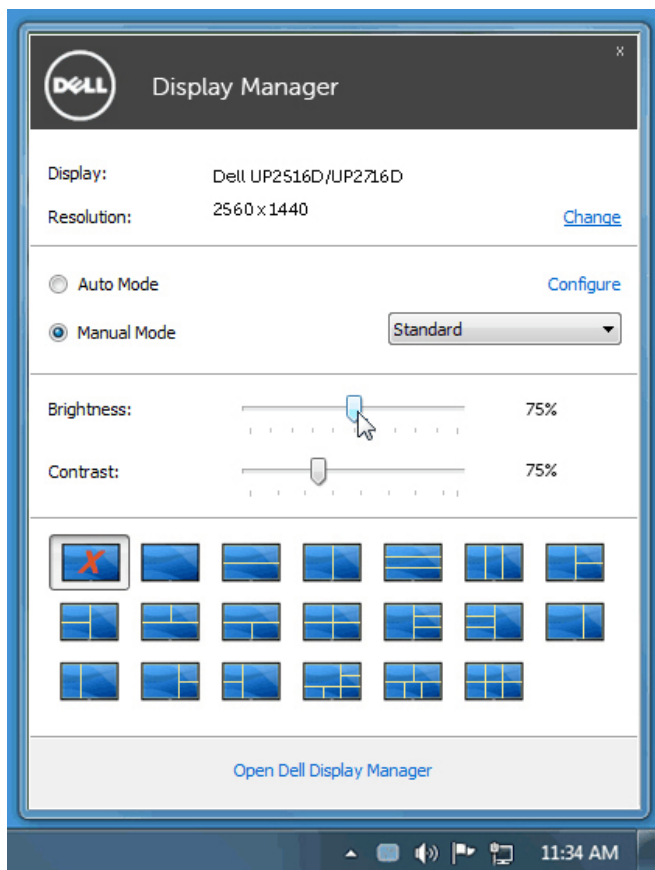 x
DELL
Display Manager
Display: Dell UP2516D/UP2716D
Resolution: 2560 x 1440 Change
Auto Mode Configure
Manual Mode Standard
Brightness: 75%
Contrast: 75%
Open Dell Display Manager
11:34 AM